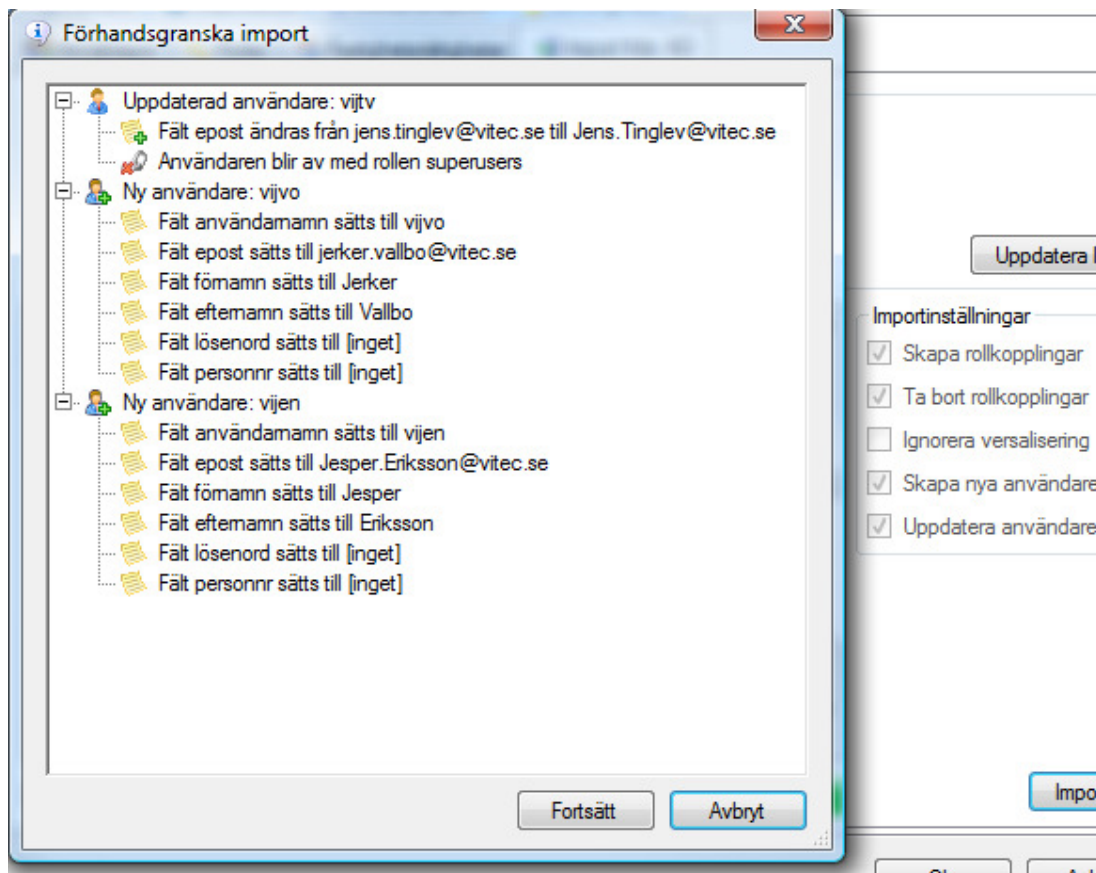 Förhandsgranska import
Uppdaterad användare: vijtv
Fält epost ändras från jens.tinglev@vitec.se till Jens.Tinglev@vitec.se
Användaren blir av med rollen superusers
Ny användare: vijvo
Fält användarnamn sätts till vijvo
Fält epost sätts till jerker.vallbo@vitec.se
Fält förnamn sätts till Jerker
Fält efternamn sätts till Vallbo
Fält lösenord sätts till [inget]
Fält personnr sätts till [inget]
Ny användare: vijen
Fält användarnamn sätts till vijen
Fält epost sätts till Jesper.Eriksson@vitec.se
Fält förnamn sätts till Jesper
Fält efternamn sätts till Eriksson
Fält lösenord sätts till [inget]
Fält personnr sätts till [inget]
Fortsätt
Avbryt
Uppdatera
Importinställningar
Skapa rollkopplingar
Ta bort rollkopplingar
Ignorera versalisering
Skapa nya användare
Uppdatera användare
Impo